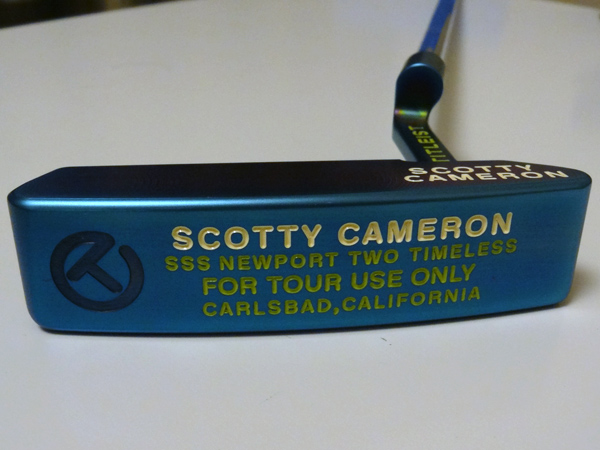 TITLEIST
SCOTTY
CAMERON
SCOTTY CAMERON
SSS NEWPORT TWO TIMELESS
FOR TOUR USE ONLY
CARLSBAD,CALIFORNIA